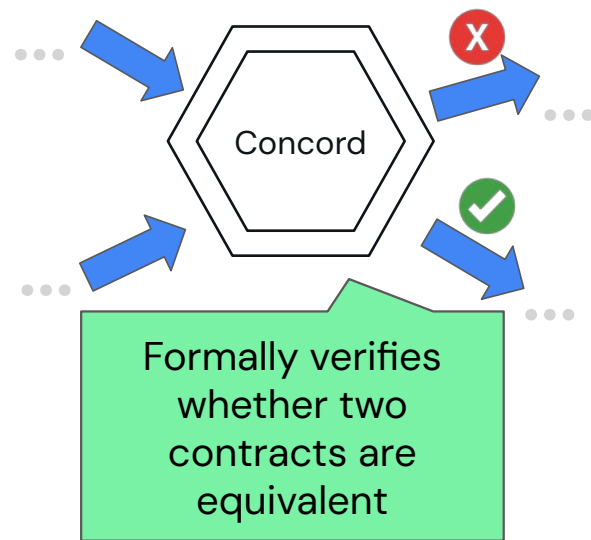 X
Concord
Formally verifies
whether two
contracts are
equivalent